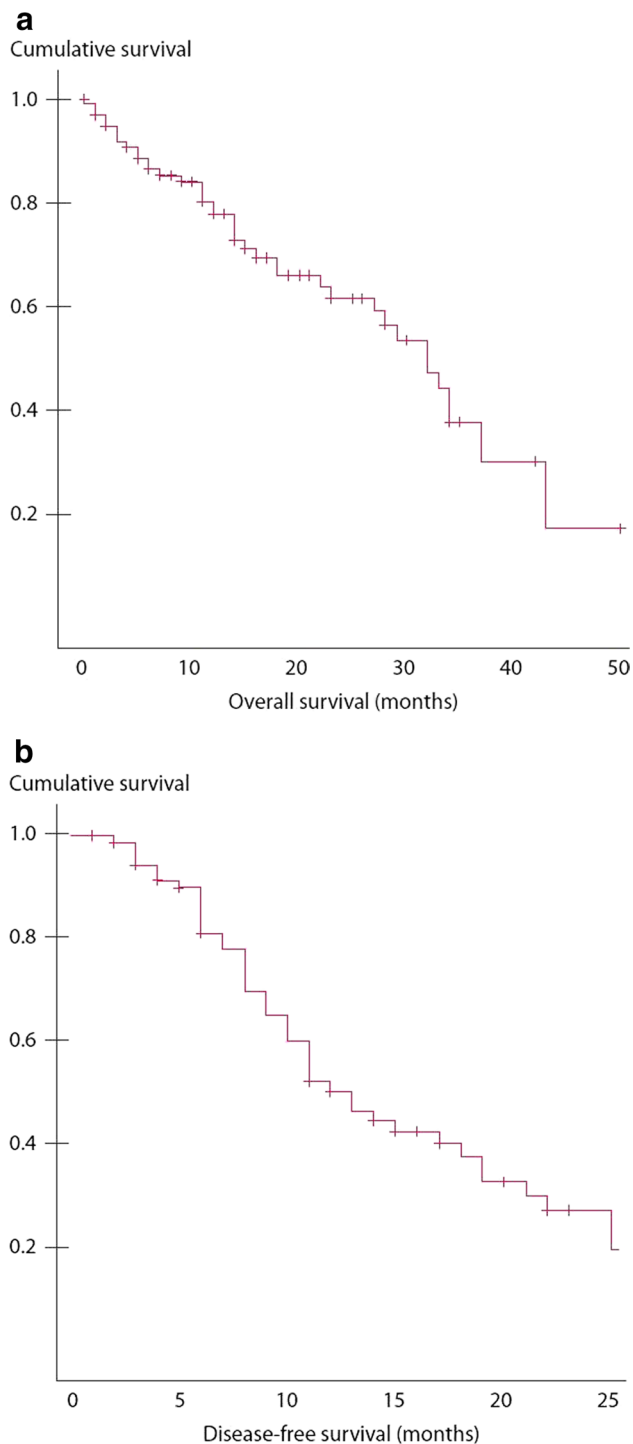 a
Cumulative survival
1.0
0.8
0.6
0.4
0.2
0 10 20 30 40 50
Overall survival (months)
b
Cumulative survival
1.0
0.8
0.6
0.4
0.2
0 5 10 15 20 25
Disease-free survival (months)